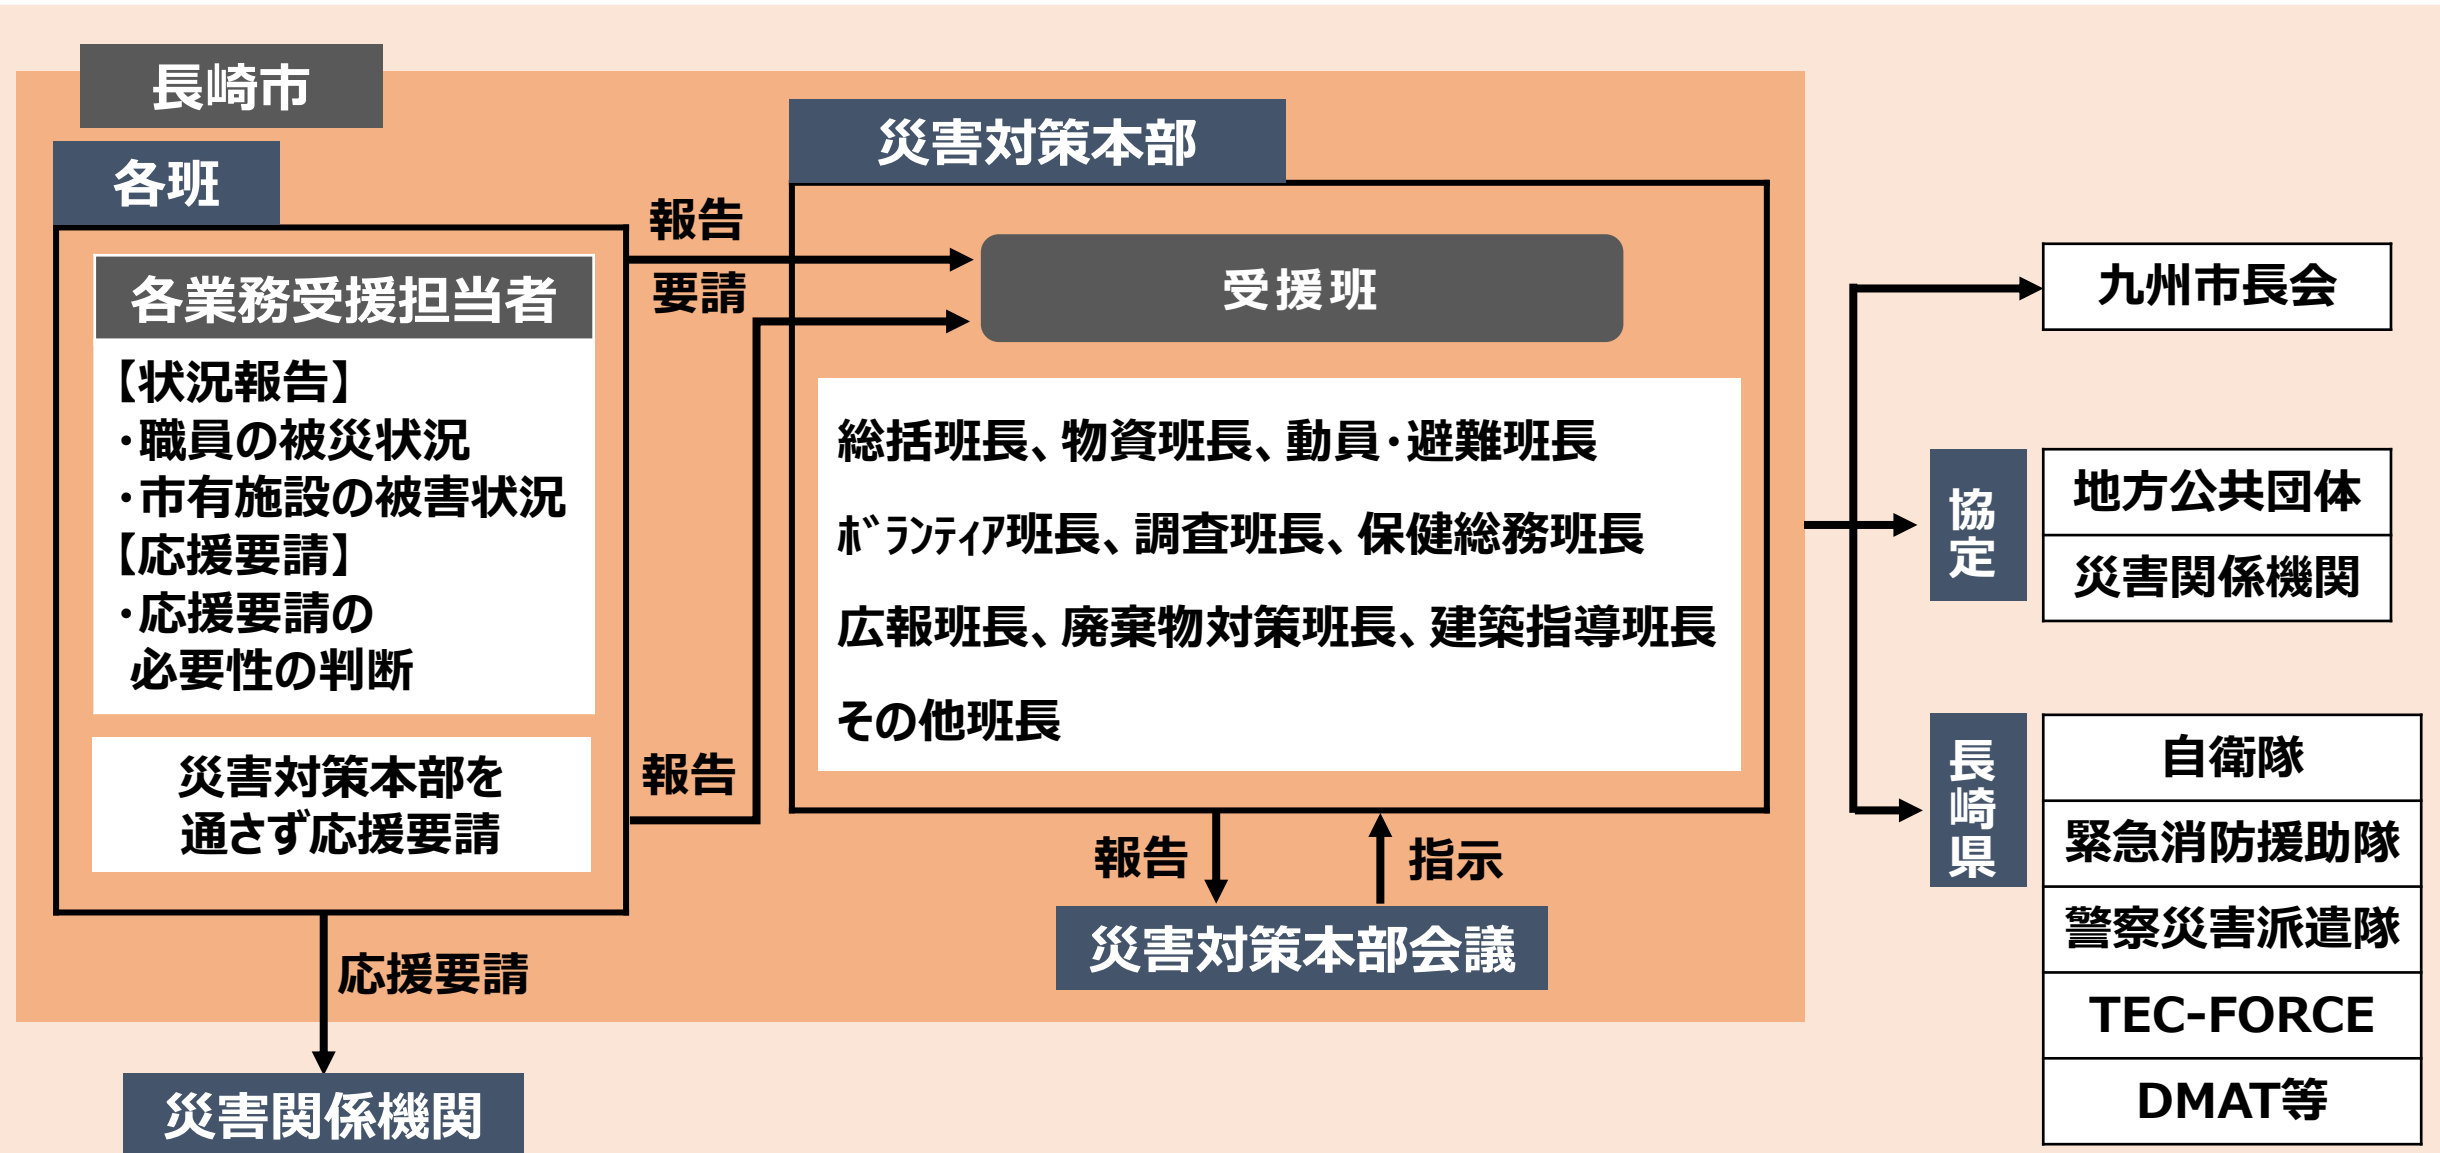 長崎市
各班
各業務受援担当者
【状況報告】
・職員の被災状況
・市有施設の被害状況
【応援要請】
・応援要請の
必要性の判断
災害対策本部を
通さず応援要請
報告
要請
報告
応援要請
災害関係機関
災害対策本部
受援班
総括班長、物資班長、動員・避難班長
ﾎﾞﾗﾝﾃｨｱ班長、調査班長、保健総務班長
広報班長、廃棄物対策班長、建築指導班長
その他班長
報告
指示
災害対策本部会議
九州市長会
協定
地方公共団体
災害関係機関
長崎県
自衛隊
緊急消防援助隊
警察災害派遣隊
TEC-FORCE
DMAT等